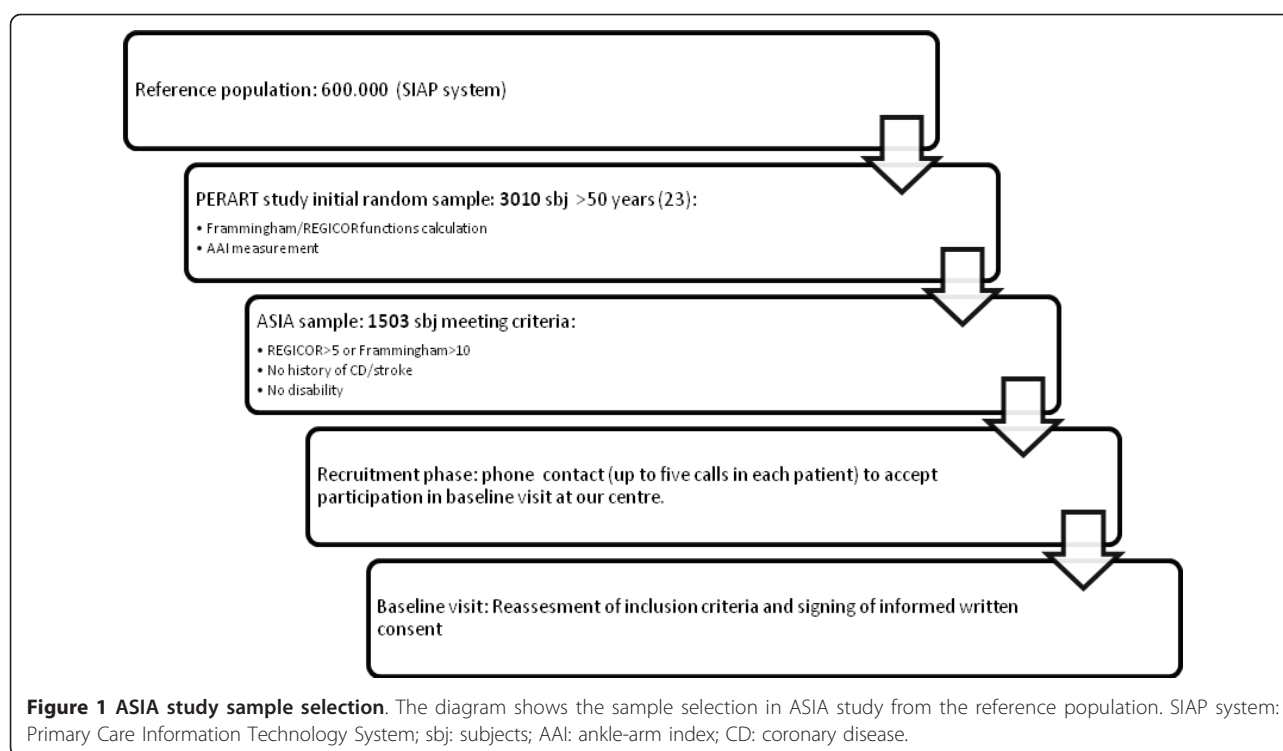 Reference population: 600.000 (SIAP system)
PERART study initial random sample: 3010 sbj >50 years (23):
• Frammingham/REGICOR functions calculation
• AAI measurement
ASIA sample: 1503 sbj meeting criteria:
• REGICOR>5 or Frammingham>10
• No history of CD/stroke
• No disability
Recruitment phase: phone contact (up to five calls in each patient) to accept
participation in baseline visit at our centre.
Baseline visit: Reassesment of inclusion criteria and signing of informed written
consent
Figure 1 ASIA study sample selection. The diagram shows the sample selection in ASIA study from the reference population. SIAP system:
Primary Care Information Technology System; sbj: subjects; AAI: ankle-arm index; CD: coronary disease.